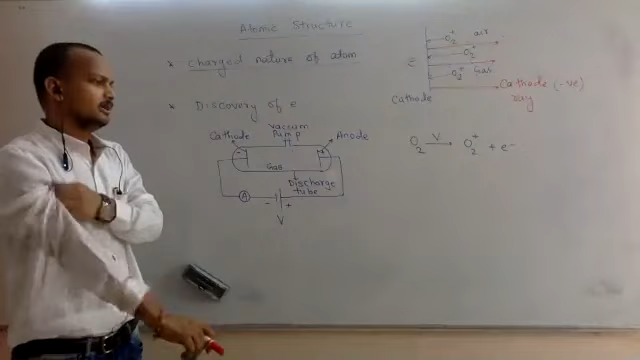 Atomic Structure
* Charged nature of atom
* Discovery of e
Cathode
vaccum
Pump
Anode
Gas
Discharge
tube
A
- +
V
O2+ air
O2+
O2+ Gas
e
Cathode (-ve)
ray
Cathode
O2 V→ O2+ + e-